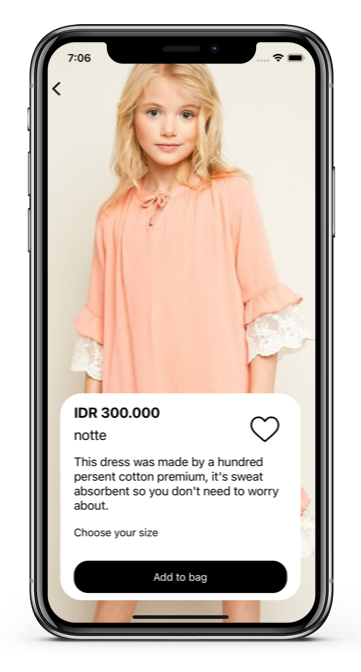 7:06
IDR 300.000
notte
This dress was made by a hundred
persent cotton premium, it's sweat
absorbent so you don't need to worry
about.
Choose your size
Add to bag